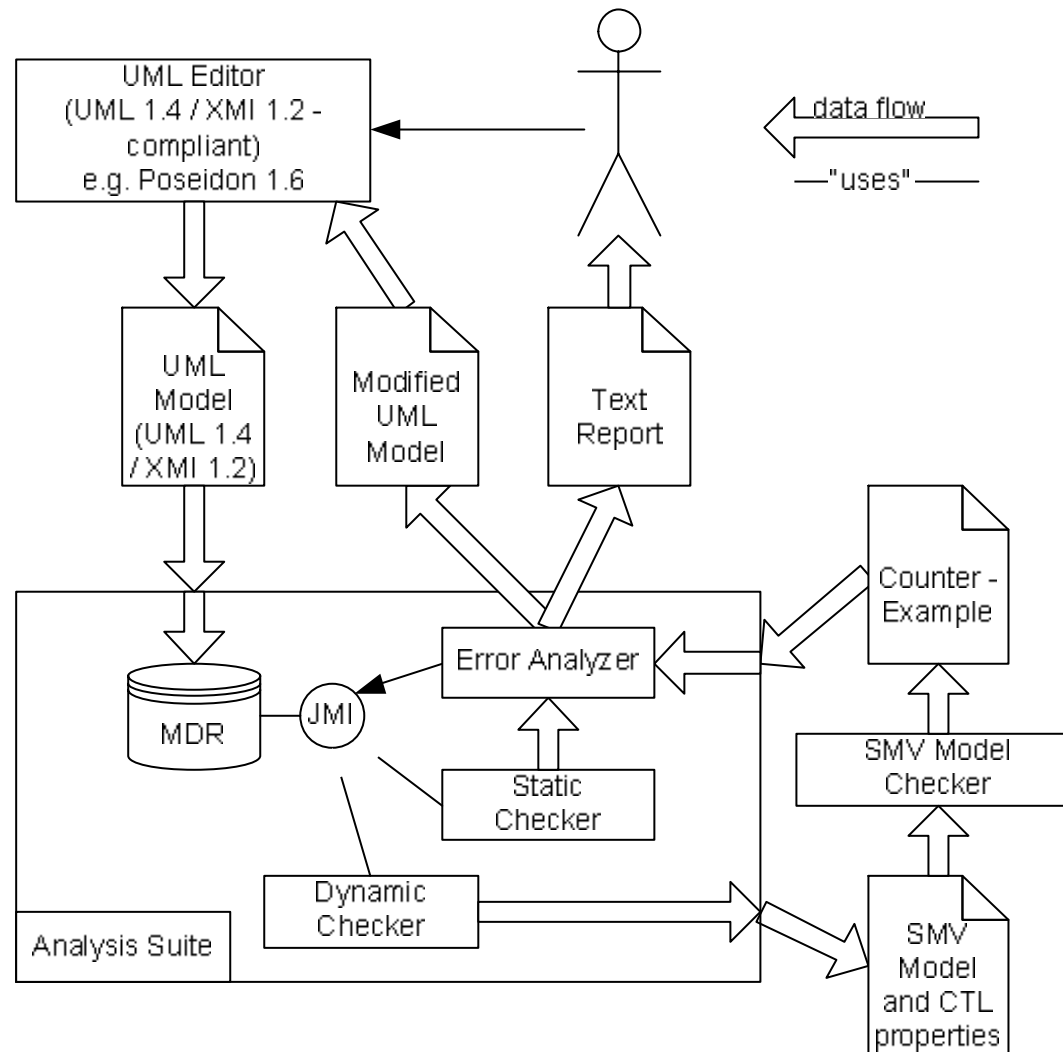 UML Editor
(UML 1.4 / XMI 1.2 -
compliant)
e.g. Poseidon 1.6
data flow
"uses"
UML
Model
(UML 1.4
/ XMI 1.2)
Modified
UML
Model
Text
Report
Counter -
Example
Error Analyzer
MDR
JMI
Static
Checker
SMV Model
Checker
Dynamic
Checker
Analysis Suite
SMV
Model
and CTL
properties